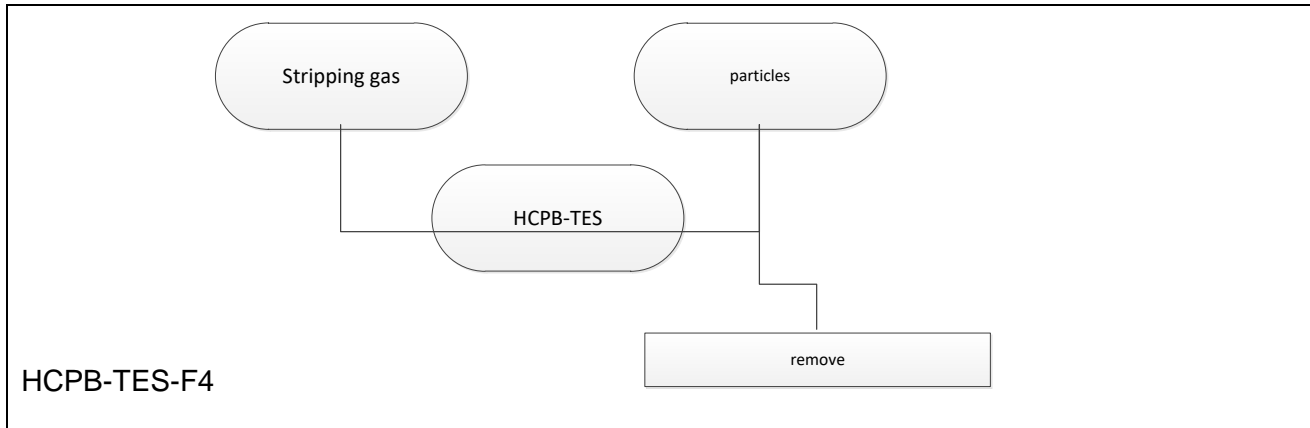 Stripping gas
particles
HCPB-TES
remove
HCPB-TES-F4